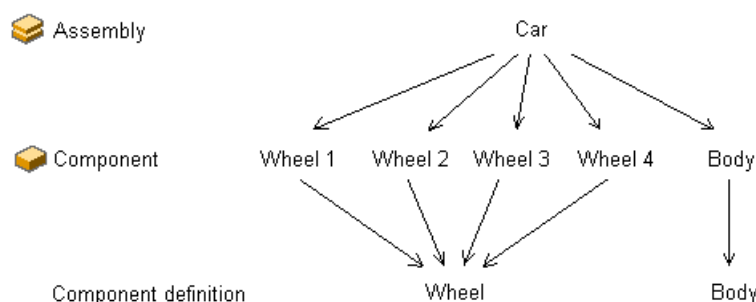 Assembly Car
Component Wheel 1 Wheel 2 Wheel 3 Wheel 4 Body
Component definition Wheel Body